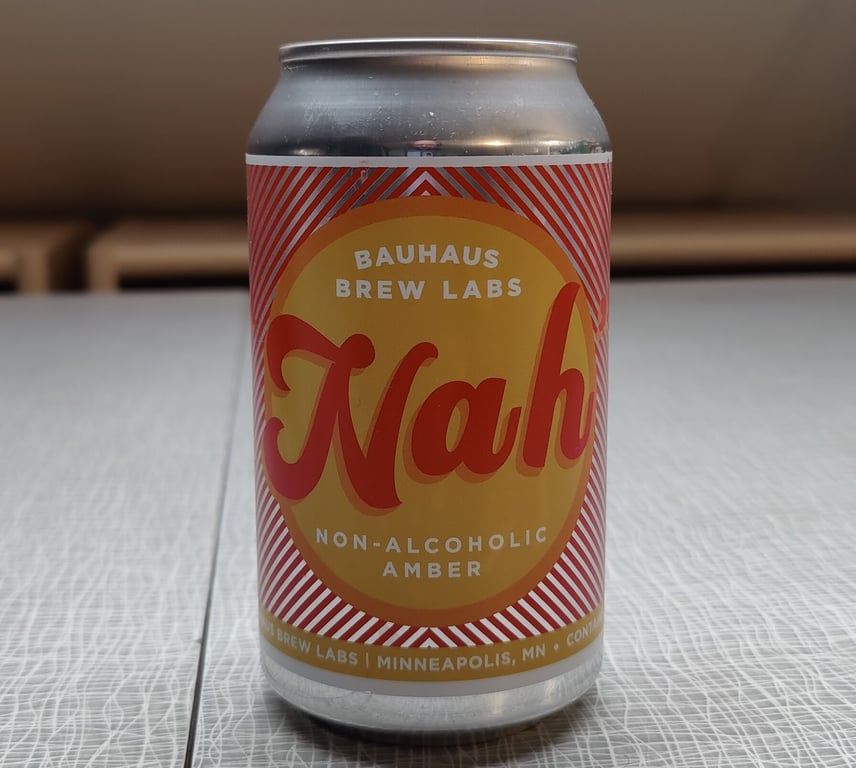 BAUHAUS
BREW LABS
Nah
NON-ALCOHOLIC
AMBER
BREW LABS | MINNEAPOLIS, MN •